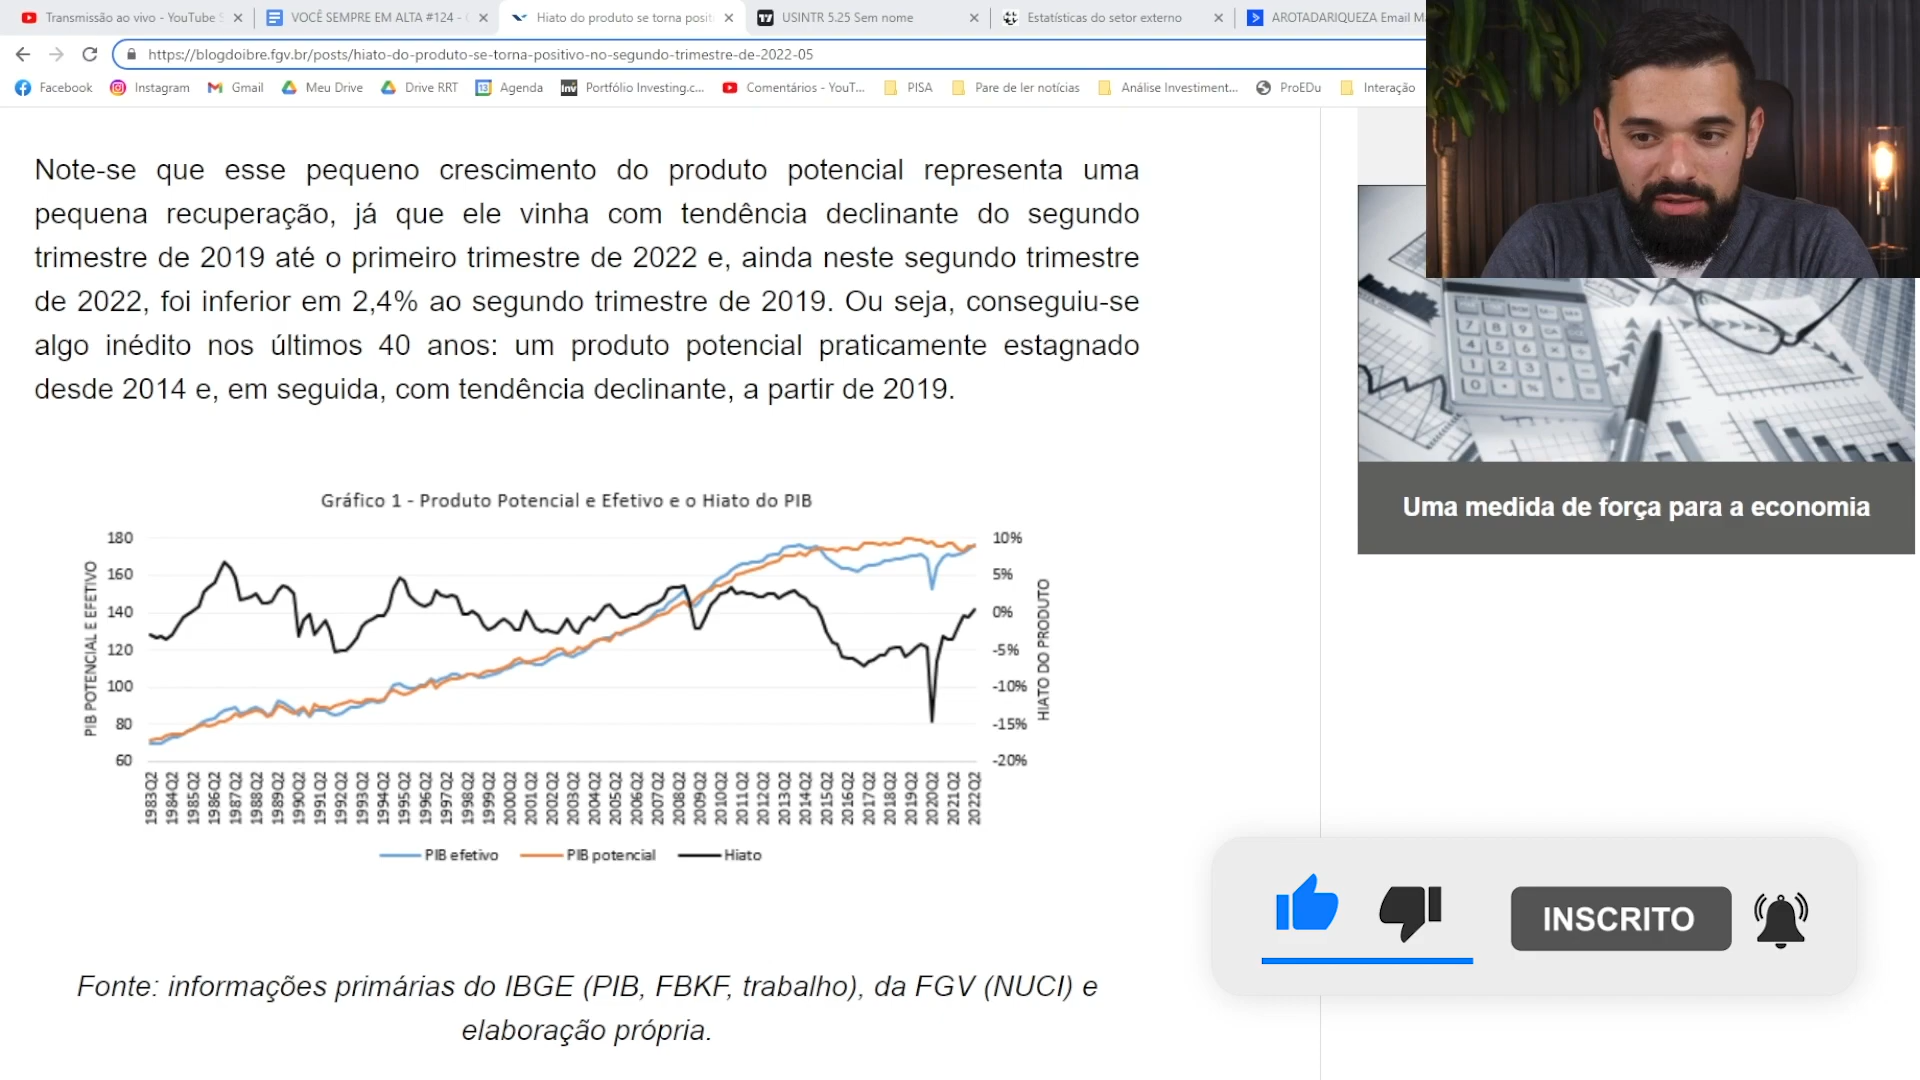 Transmissão ao vivo - YouTube S
VOCÊ SEMPRE EM ALTA #124 -
Hiato do produto se torna posit
USINTR 5.25 Sem nome
Estatísticas do setor externo
AROTADARIQUEZA Email M
https://blogdoibre.fgv.br/posts/hiato-do-produto-se-torna-positivo-no-segundo-trimestre-de-2022-05
Facebook
Instagram
Gmail
Meu Drive
Drive RRT
Agenda
Portfólio Investing.c...
Comentários - YouT...
PISA
Pare de ler notícias
Análise Investiment...
ProEDu
Interação
Note-se que esse pequeno crescimento do produto potencial representa uma
pequena recuperação, já que ele vinha com tendência declinante do segundo
trimestre de 2019 até o primeiro trimestre de 2022 e, ainda neste segundo trimestre
de 2022, foi inferior em 2,4% ao segundo trimestre de 2019. Ou seja, conseguiu-se
algo inédito nos últimos 40 anos: um produto potencial praticamente estagnado
desde 2014 e, em seguida, com tendência declinante, a partir de 2019.
Uma medida de força para a economia
Gráfico 1 - Produto Potencial e Efetivo e o Hiato do PIB
PIB POTENCIAL E EFETIVO
180
160
140
120
100
80
60
10%
5%
0%
-5%
-10%
-15%
-20%
HIATO DO PRODUTO
1983Q2
1984Q2
1985Q2
1986Q2
1987Q2
1988Q2
1989Q2
1990Q2
1991Q2
1992Q2
1993Q2
1994Q2
1995Q2
1996Q2
1997Q2
1998Q2
1999Q2
2000Q2
2001Q2
2002Q2
2003Q2
2004Q2
2005Q2
2006Q2
2007Q2
2008Q2
2009Q2
2010Q2
2011Q2
2012Q2
2013Q2
2014Q2
2015Q2
2016Q2
2017Q2
2018Q2
2019Q2
2020Q2
2021Q2
2022Q2
PIB efetivo
PIB potencial
Hiato
INSCRITO
Fonte: informações primárias do IBGE (PIB, FBKF, trabalho), da FGV (NUCI) e
elaboração própria.